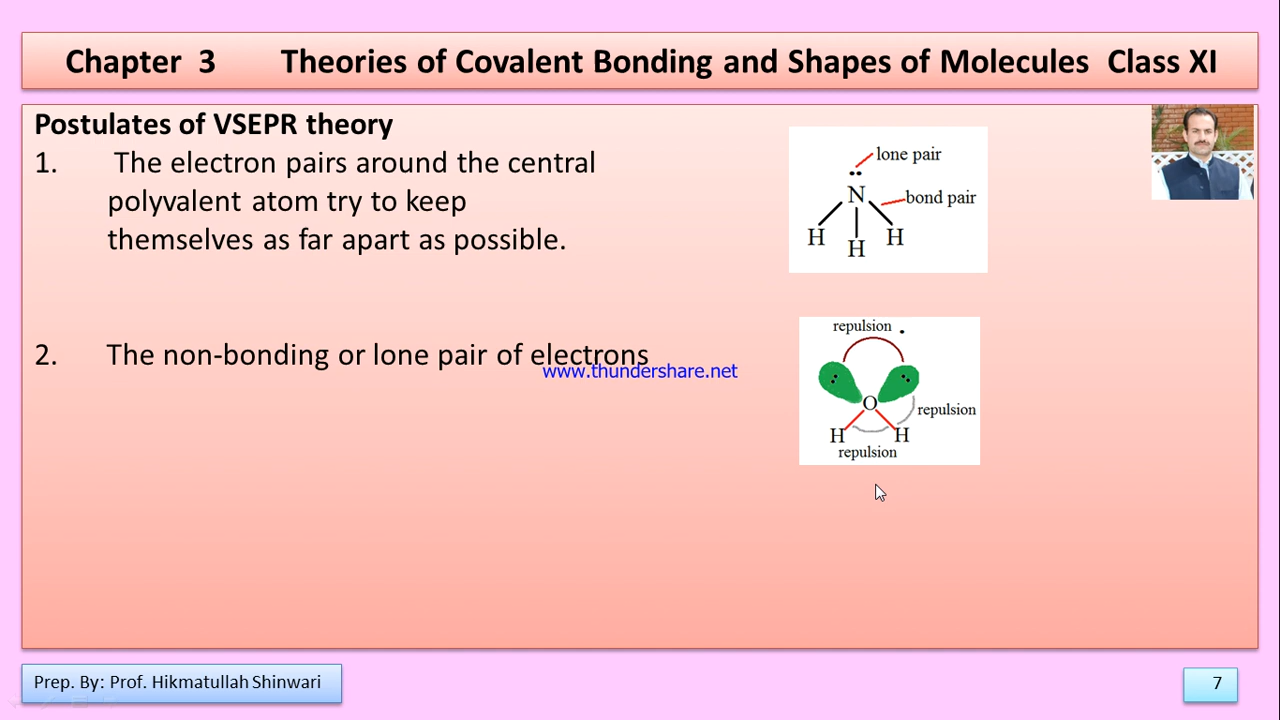 Chapter 3 Theories of Covalent Bonding and Shapes of Molecules Class XI
Postulates of VSEPR theory
1. The electron pairs around the central
polyvalent atom try to keep
themselves as far apart as possible.
lone pair
N
bond pair
H H H
2. The non-bonding or lone pair of electrons
www.thundershare.net
repulsion
O
repulsion
H H
repulsion
Prep. By: Prof. Hikmatullah Shinwari
7